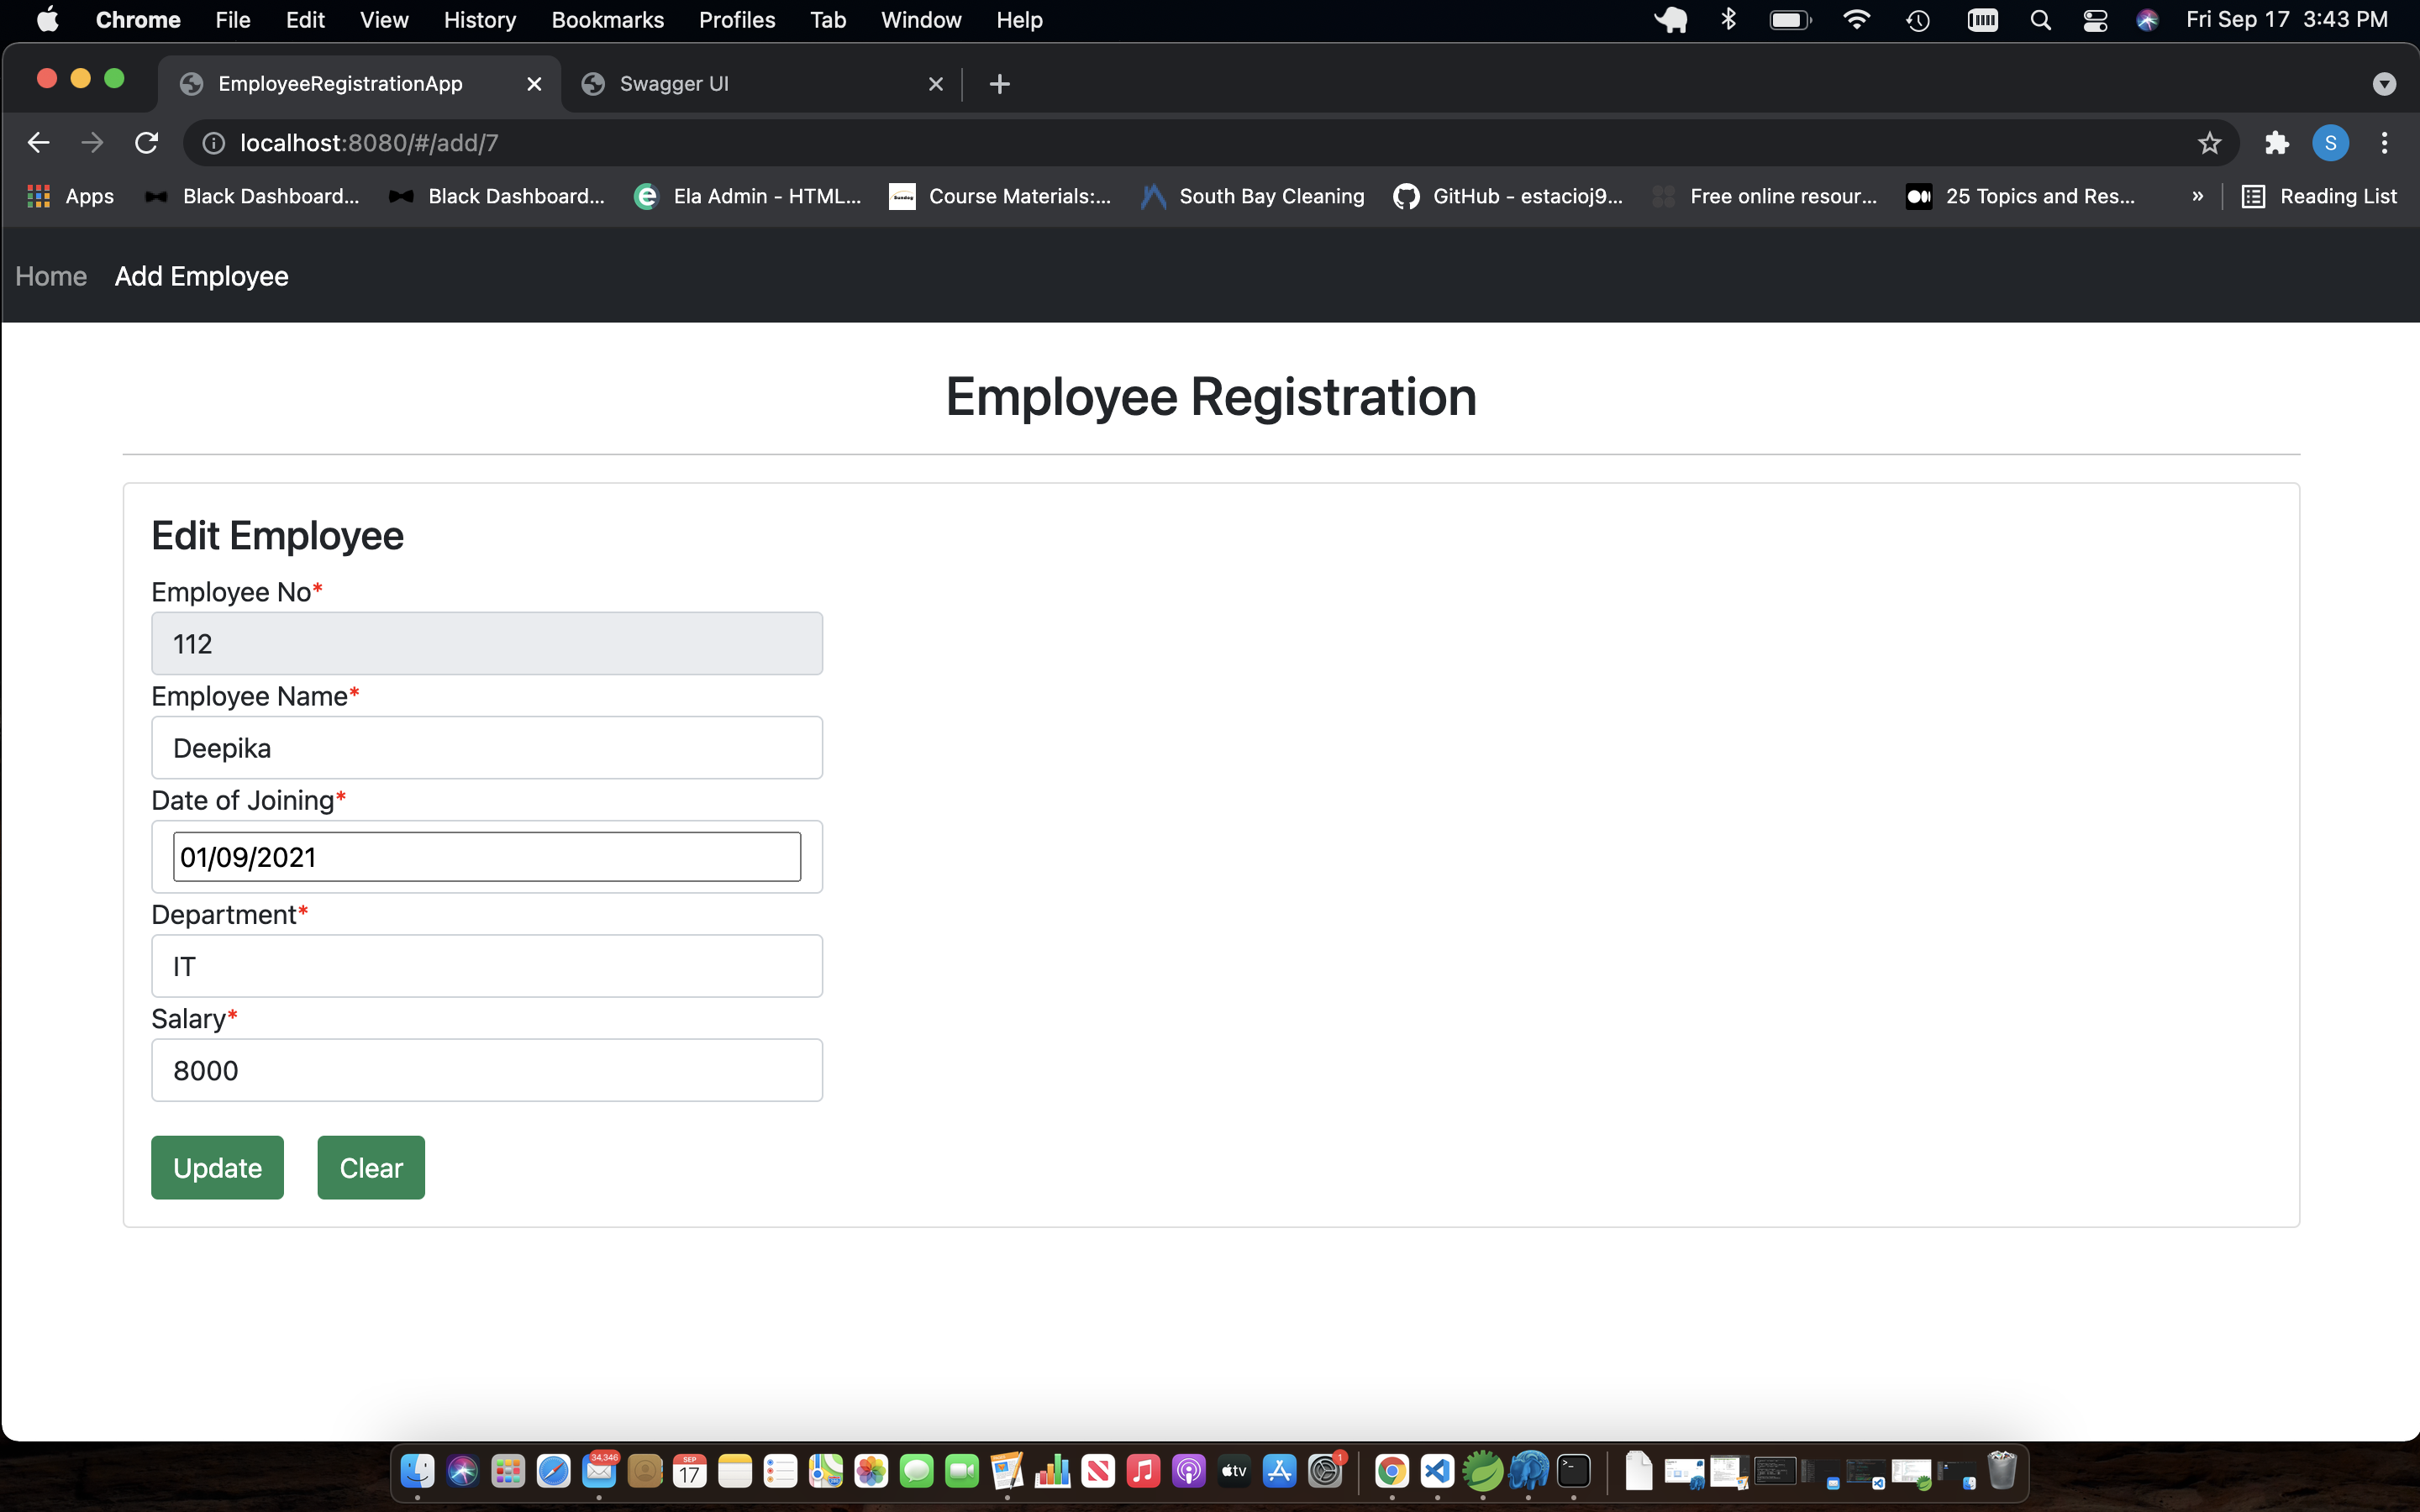 Chrome File Edit View History Bookmarks Profiles Tab Window Help Fri Sep 17 3:43 PM
EmployeeRegistrationApp Swagger UI
localhost:8080/#/add/7 S
Apps Black Dashboard... Black Dashboard... Ela Admin - HTML... Course Materials:... South Bay Cleaning GitHub - estacioj9... Free online resour... 25 Topics and Res... » Reading List
Home Add Employee
Employee Registration
Edit Employee
Employee No*
112
Employee Name*
Deepika
Date of Joining*
01/09/2021
Department*
IT
Salary*
8000
Update Clear
34,346 SEP 17 tv 1